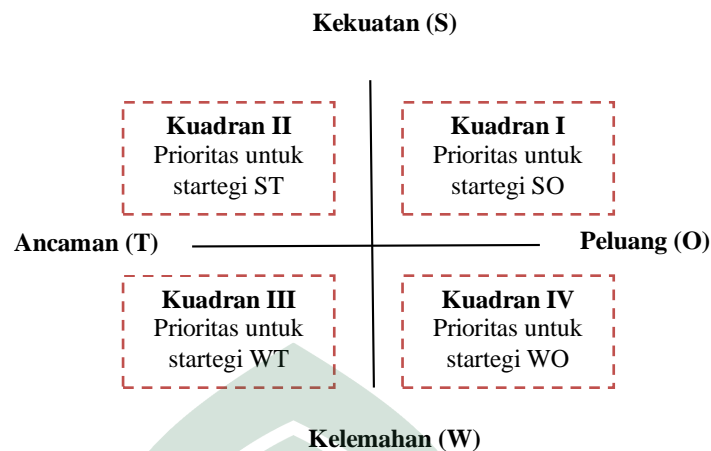 Kekuatan (S)
Kuadran II
Prioritas untuk
startegi ST
Kuadran I
Prioritas untuk
startegi SO
Ancaman (T)
Peluang (O)
Kuadran III
Prioritas untuk
startegi WT
Kuadran IV
Prioritas untuk
startegi WO
Kelemahan (W)